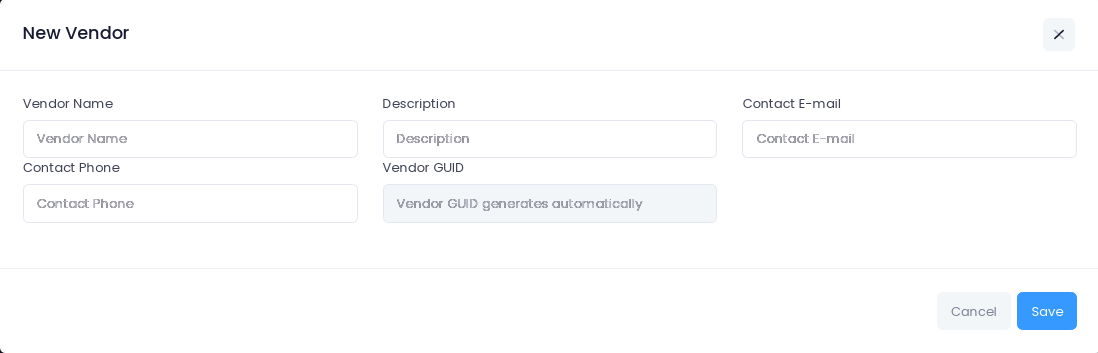 New Vendor
Vendor Name
Description
Contact E-mail
Vendor Name
Description
Contact E-mail
Contact Phone
Vendor GUID
Contact Phone
Vendor GUID generates automatically
Cancel
Save